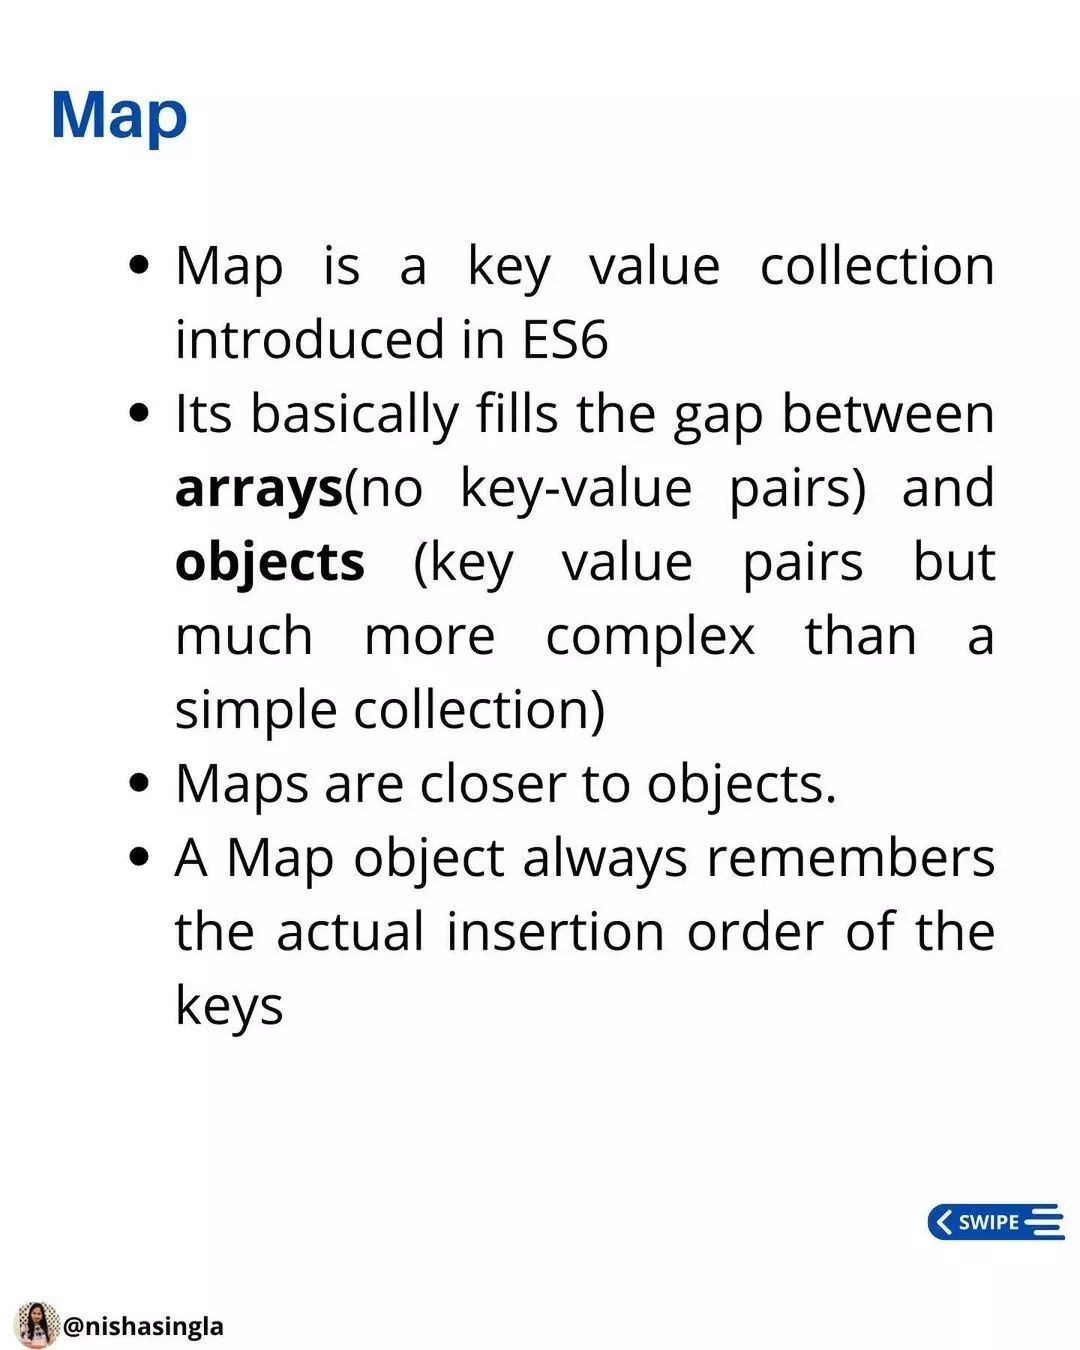 Map
• Map is a key value collection
introduced in ES6
• Its basically fills the gap between
arrays(no key-value pairs) and
objects (key value pairs but
much more complex than a
simple collection)
• Maps are closer to objects.
• A Map object always remembers
the actual insertion order of the
keys
SWIPE
@nishasingla